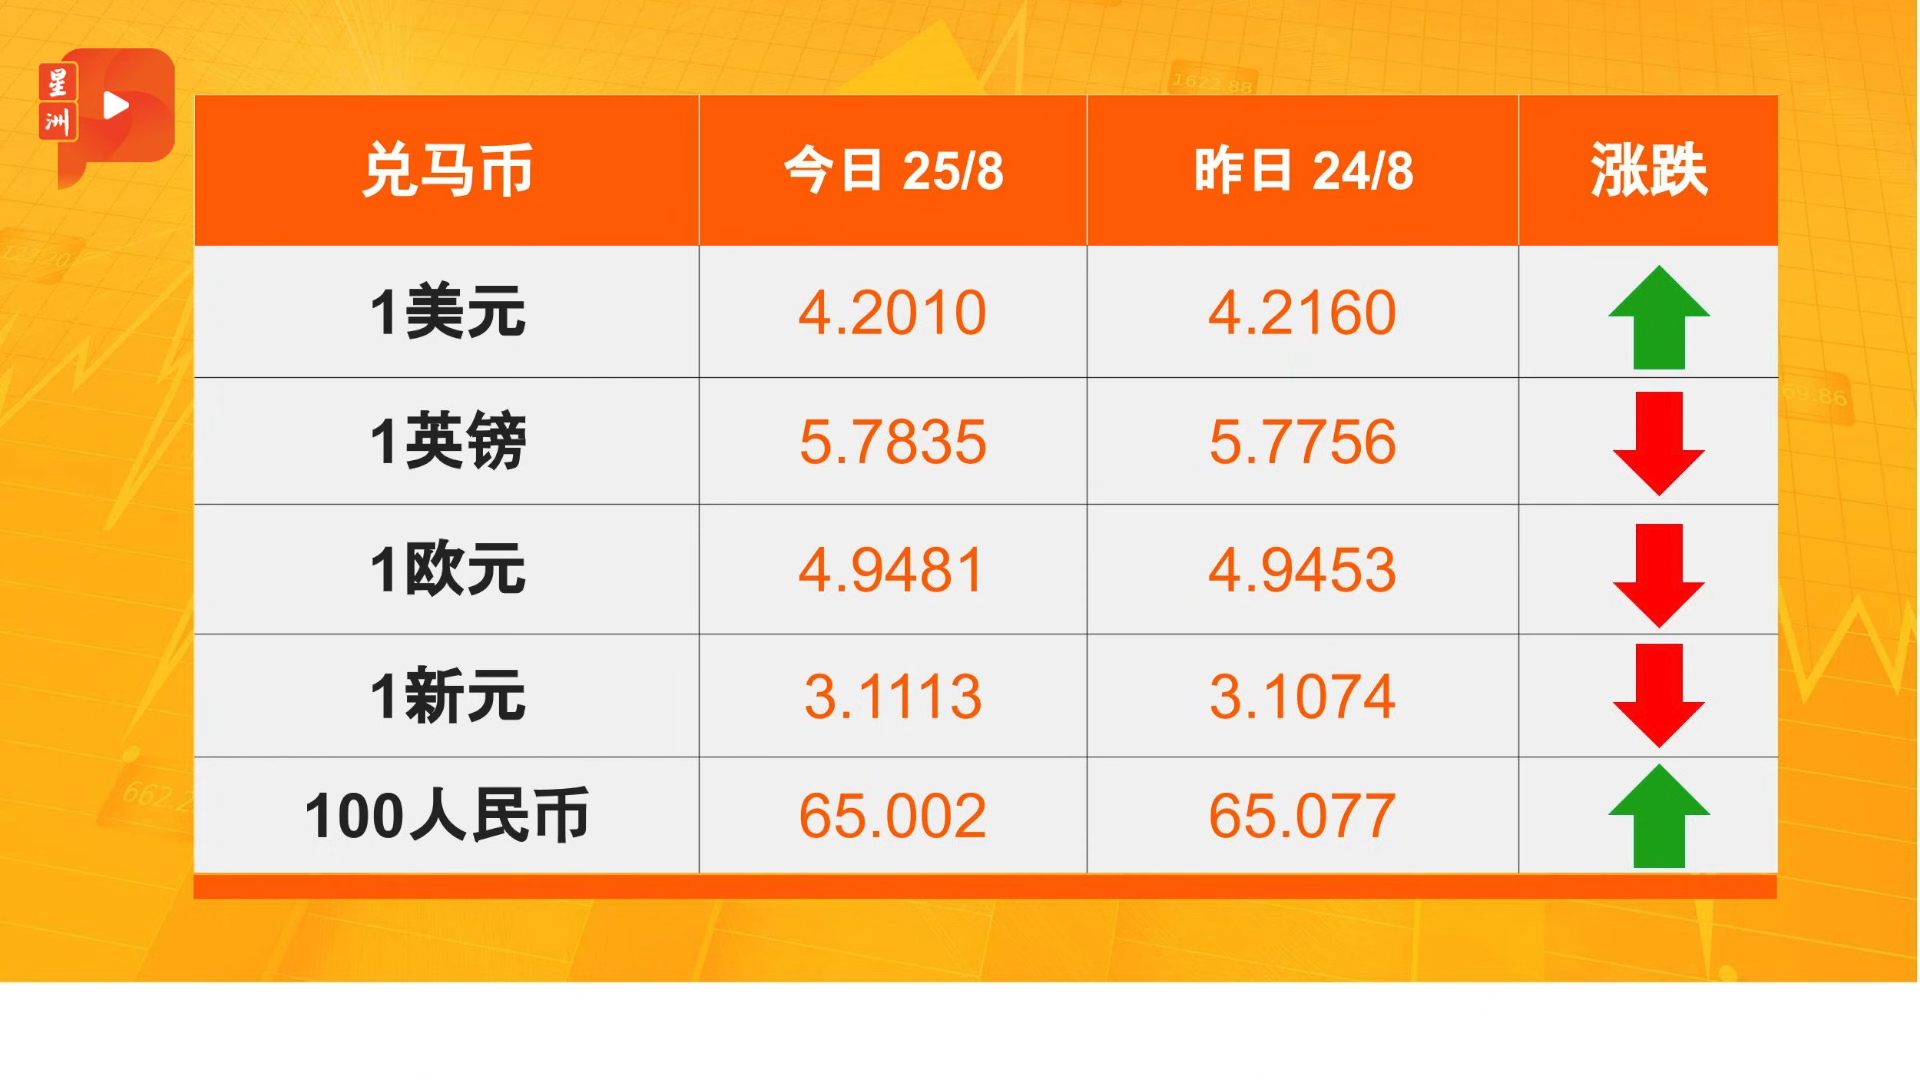 星洲
兑马币 今日 25/8 昨日 24/8 涨跌
1美元 4.2010 4.2160
1英镑 5.7835 5.7756
1欧元 4.9481 4.9453
1新元 3.1113 3.1074
100人民币 65.002 65.077
1622.88